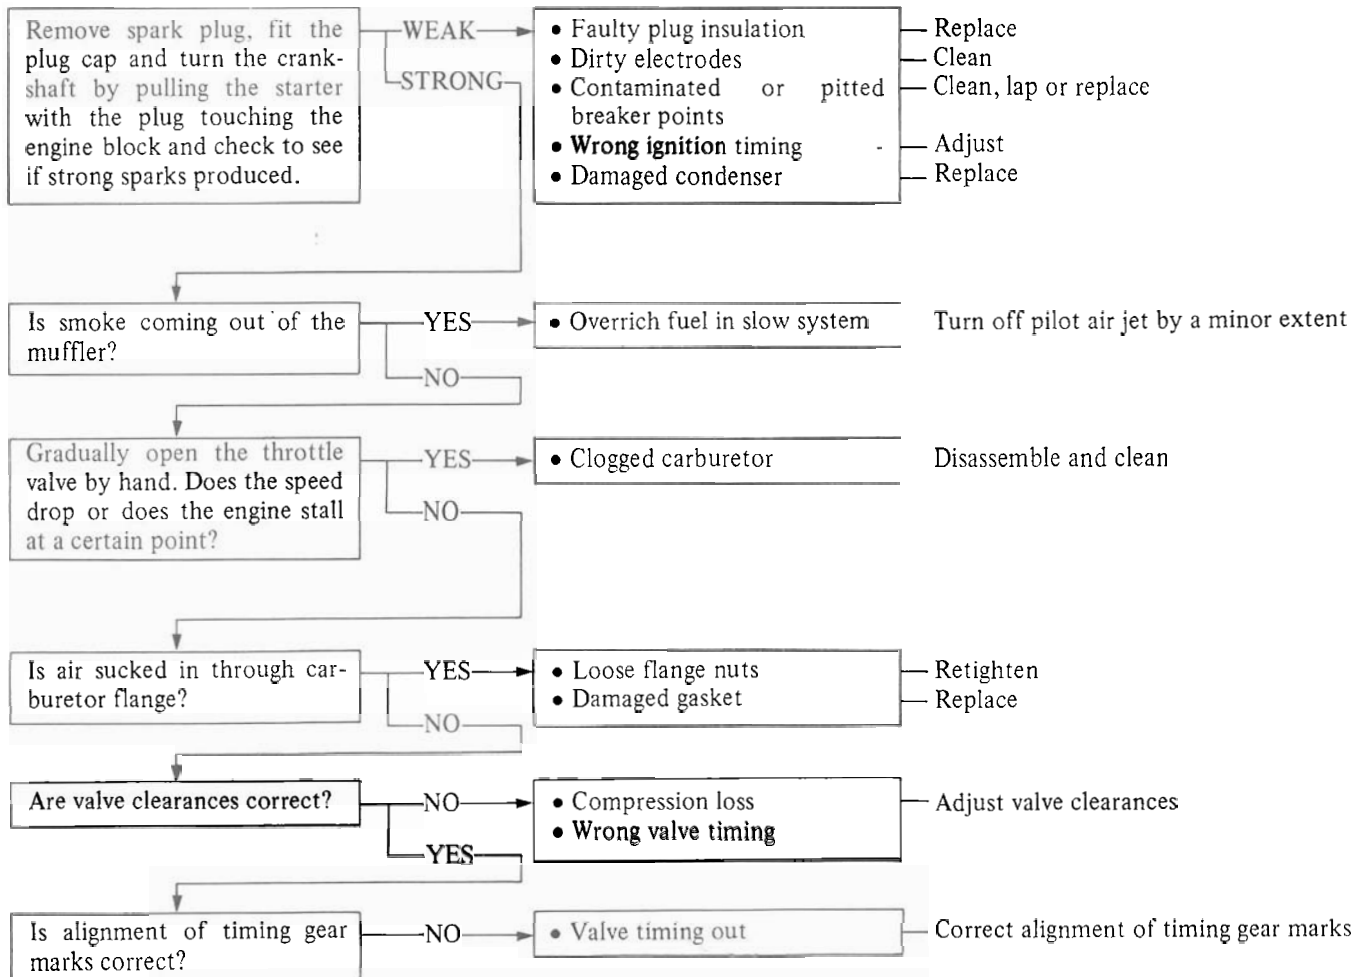 Remove spark plug, fit the
plug cap and turn the crank-
shaft by pulling the starter
with the plug touching the
engine block and check to see
if strong sparks produced.
WEAK
STRONG
• Faulty plug insulation
Replace
• Dirty electrodes
Clean
• Contaminated or pitted
breaker points
Clean, lap or replace
• Wrong ignition timing
Adjust
• Damaged condenser
Replace
Is smoke coming out of the
muffler?
YES
NO
• Overrich fuel in slow system
Turn off pilot air jet by a minor extent
Gradually open the throttle
valve by hand. Does the speed
drop or does the engine stall
at a certain point?
YES
NO
• Clogged carburetor
Disassemble and clean
Is air sucked in through car-
buretor flange?
YES
NO
• Loose flange nuts
Retighten
• Damaged gasket
Replace
Are valve clearances correct?
NO
YES
• Compression loss
• Wrong valve timing
Adjust valve clearances
Is alignment of timing gear
marks correct?
NO
• Valve timing out
Correct alignment of timing gear marks